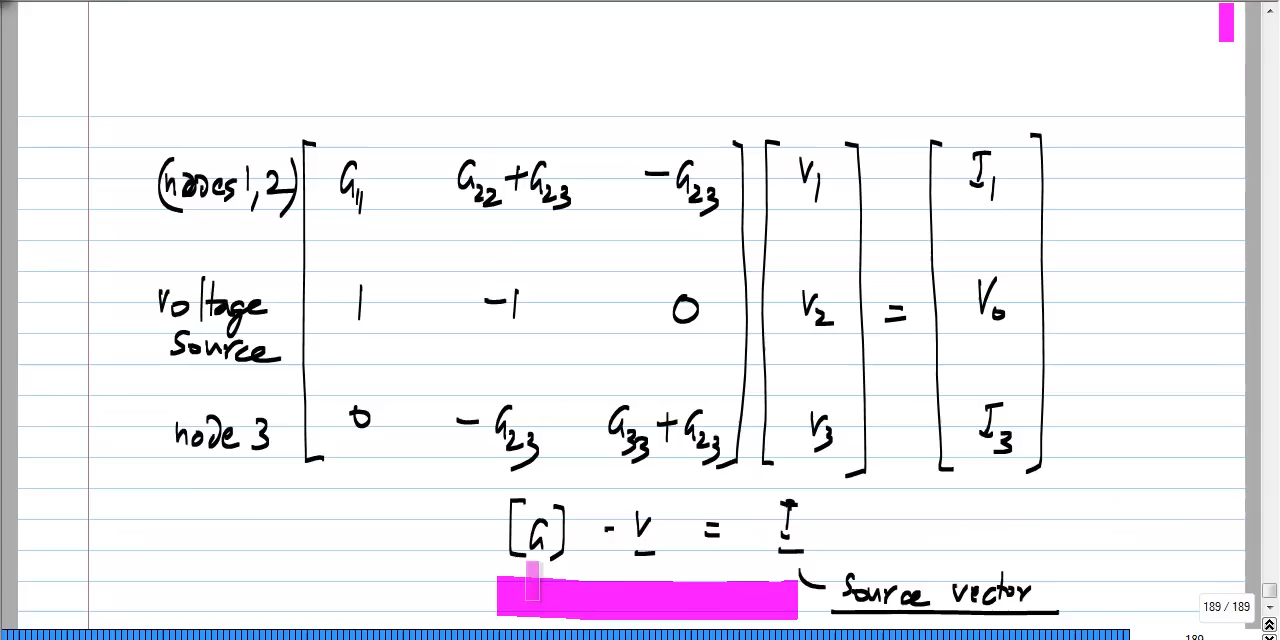 (nodes 1, 2) G11 G22 + G23 -G23 V1 I1
voltage source 1 -1 0 V2 = V0
node 3 0 -G23 G33 + G23 V3 I3
[G] · V = I
source vector
189 / 189
189